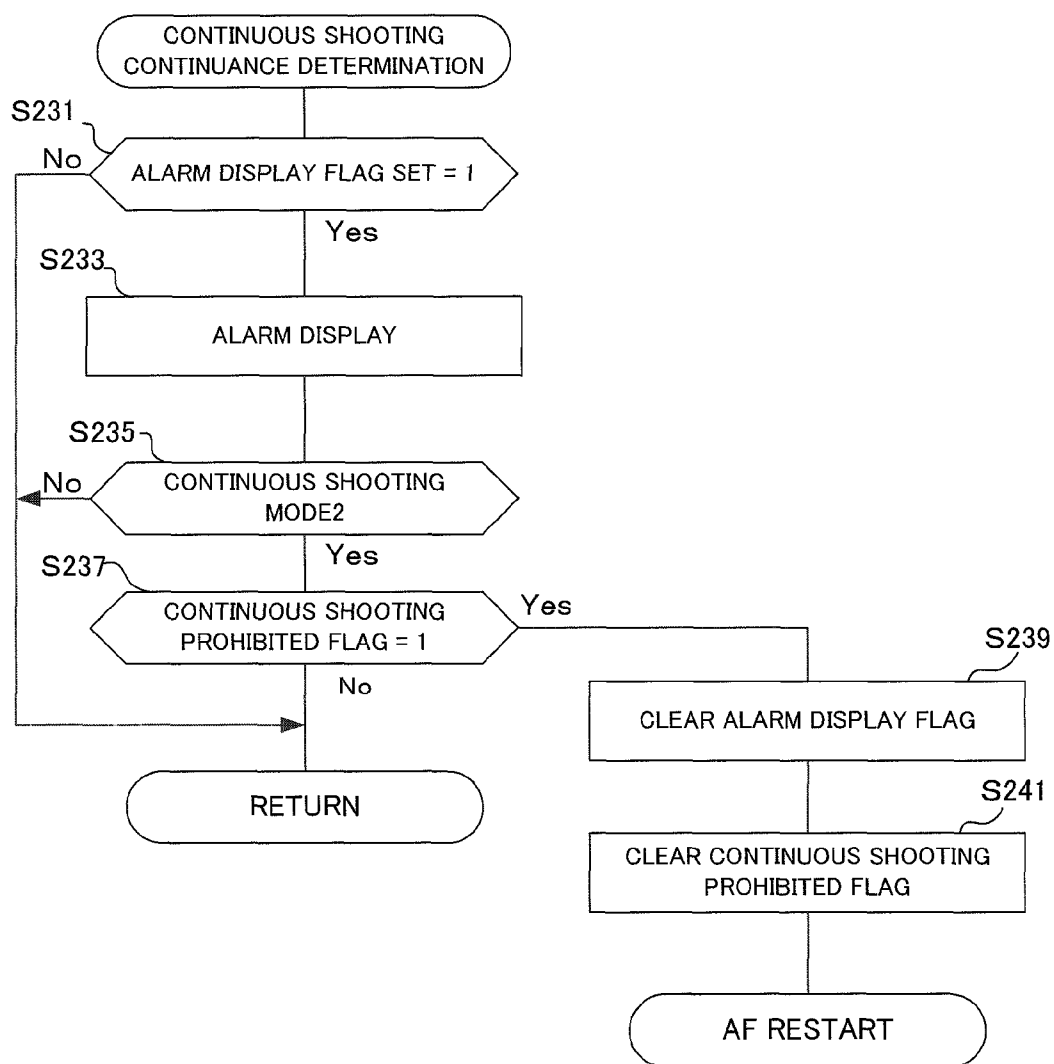 CONTINUOUS SHOOTING
CONTINUANCE DETERMINATION
S231
No
ALARM DISPLAY FLAG SET = 1
Yes
S233
ALARM DISPLAY
S235
No
CONTINUOUS SHOOTING
MODE2
Yes
S237
CONTINUOUS SHOOTING
PROHIBITED FLAG = 1
Yes
No
S239
CLEAR ALARM DISPLAY FLAG
RETURN
S241
CLEAR CONTINUOUS SHOOTING
PROHIBITED FLAG
AF RESTART